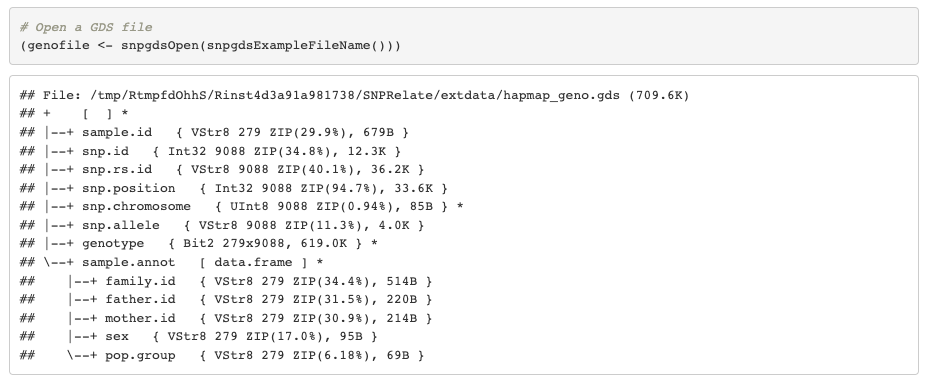 # Open a GDS file
(genofile <- snpgdsOpen(snpgdsExampleFileName()))
## File: /tmp/RtmpfdOhhS/Rinst4d3a91a981738/SNPRelate/extdata/hapmap_geno.gds (709.6K)
## +    [  ] *
## |--+ sample.id   { VStr8 279 ZIP(29.9%), 679B }
## |--+ snp.id   { Int32 9088 ZIP(34.8%), 12.3K }
## |--+ snp.rs.id   { VStr8 9088 ZIP(40.1%), 36.2K }
## |--+ snp.position   { Int32 9088 ZIP(94.7%), 33.6K }
## |--+ snp.chromosome   { UInt8 9088 ZIP(0.94%), 85B } *
## |--+ snp.allele   { VStr8 9088 ZIP(11.3%), 4.0K }
## |--+ genotype   { Bit2 279x9088, 619.0K } *
## \--+ sample.annot   [ data.frame ] *
##    |--+ family.id   { VStr8 279 ZIP(34.4%), 514B }
##    |--+ father.id   { VStr8 279 ZIP(31.5%), 220B }
##    |--+ mother.id   { VStr8 279 ZIP(30.9%), 214B }
##    |--+ sex   { VStr8 279 ZIP(17.0%), 95B }
##    \--+ pop.group   { VStr8 279 ZIP(6.18%), 69B }